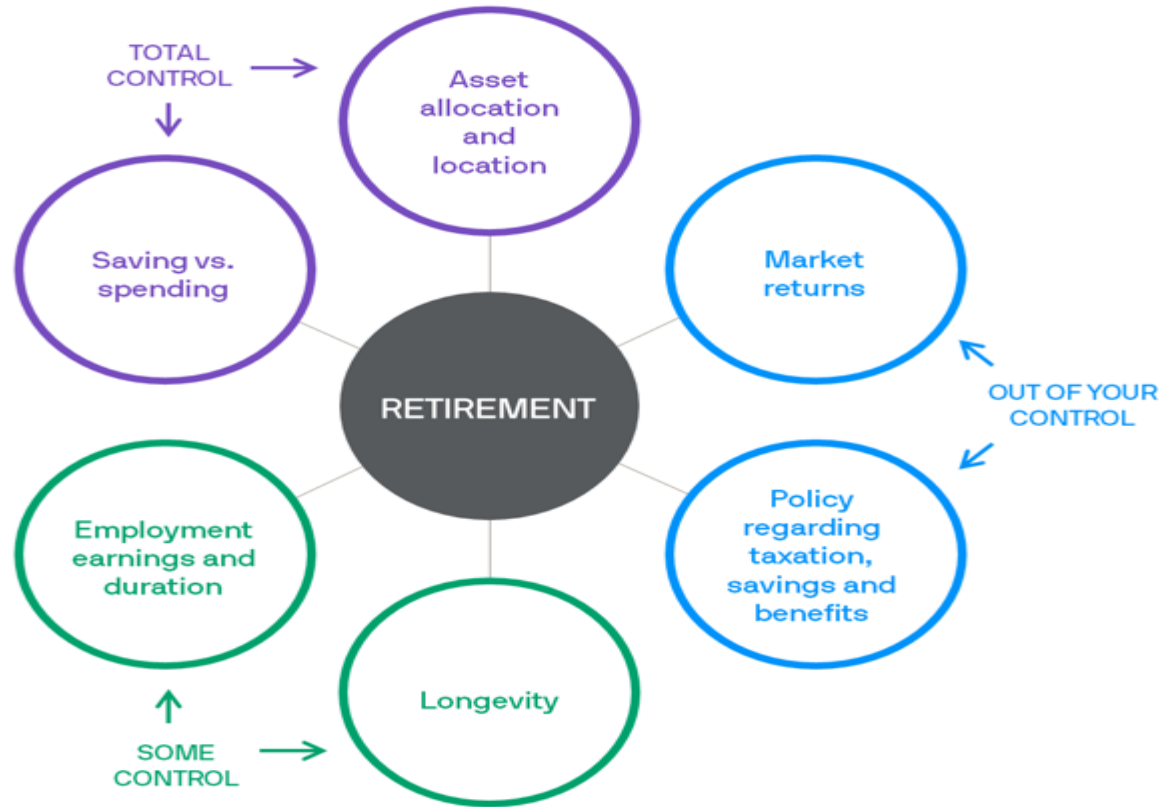 TOTAL
CONTROL
Asset
allocation
and
location
Saving vs.
spending
Market
returns
RETIREMENT
OUT OF YOUR
CONTROL
Employment
earnings and
duration
Policy
regarding
taxation,
savings and
benefits
Longevity
SOME
CONTROL